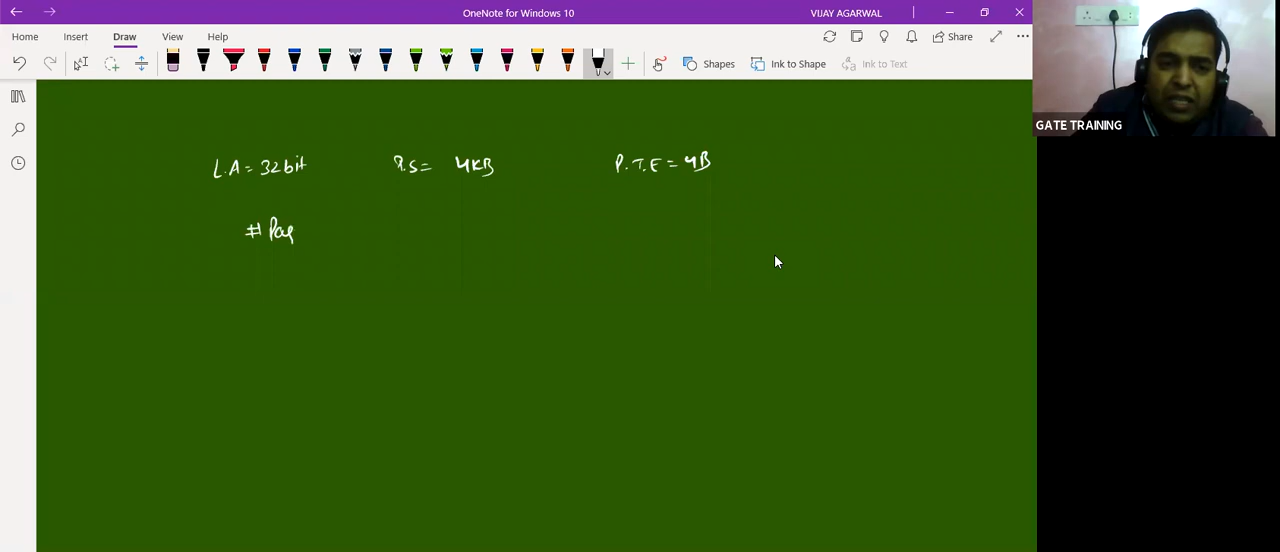 OneNote for Windows 10
VIJAY AGARWAL
Home Insert Draw View Help
Share
Shapes Ink to Shape Ink to Text
GATE TRAINING
L.A = 32bit P.S = 4KB P.T.E = 4B
# Pag